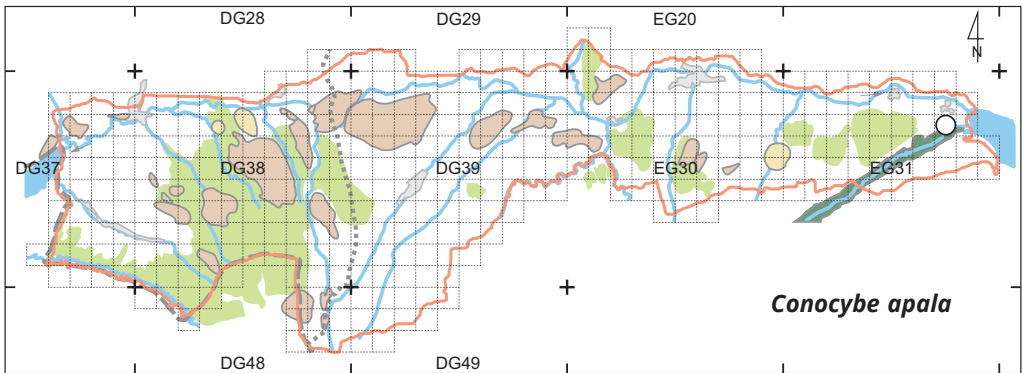 DG28 DG29 EG20
N
DG37 DG38 DG39 EG30 EG31
Conocybe apala
DG48 DG49